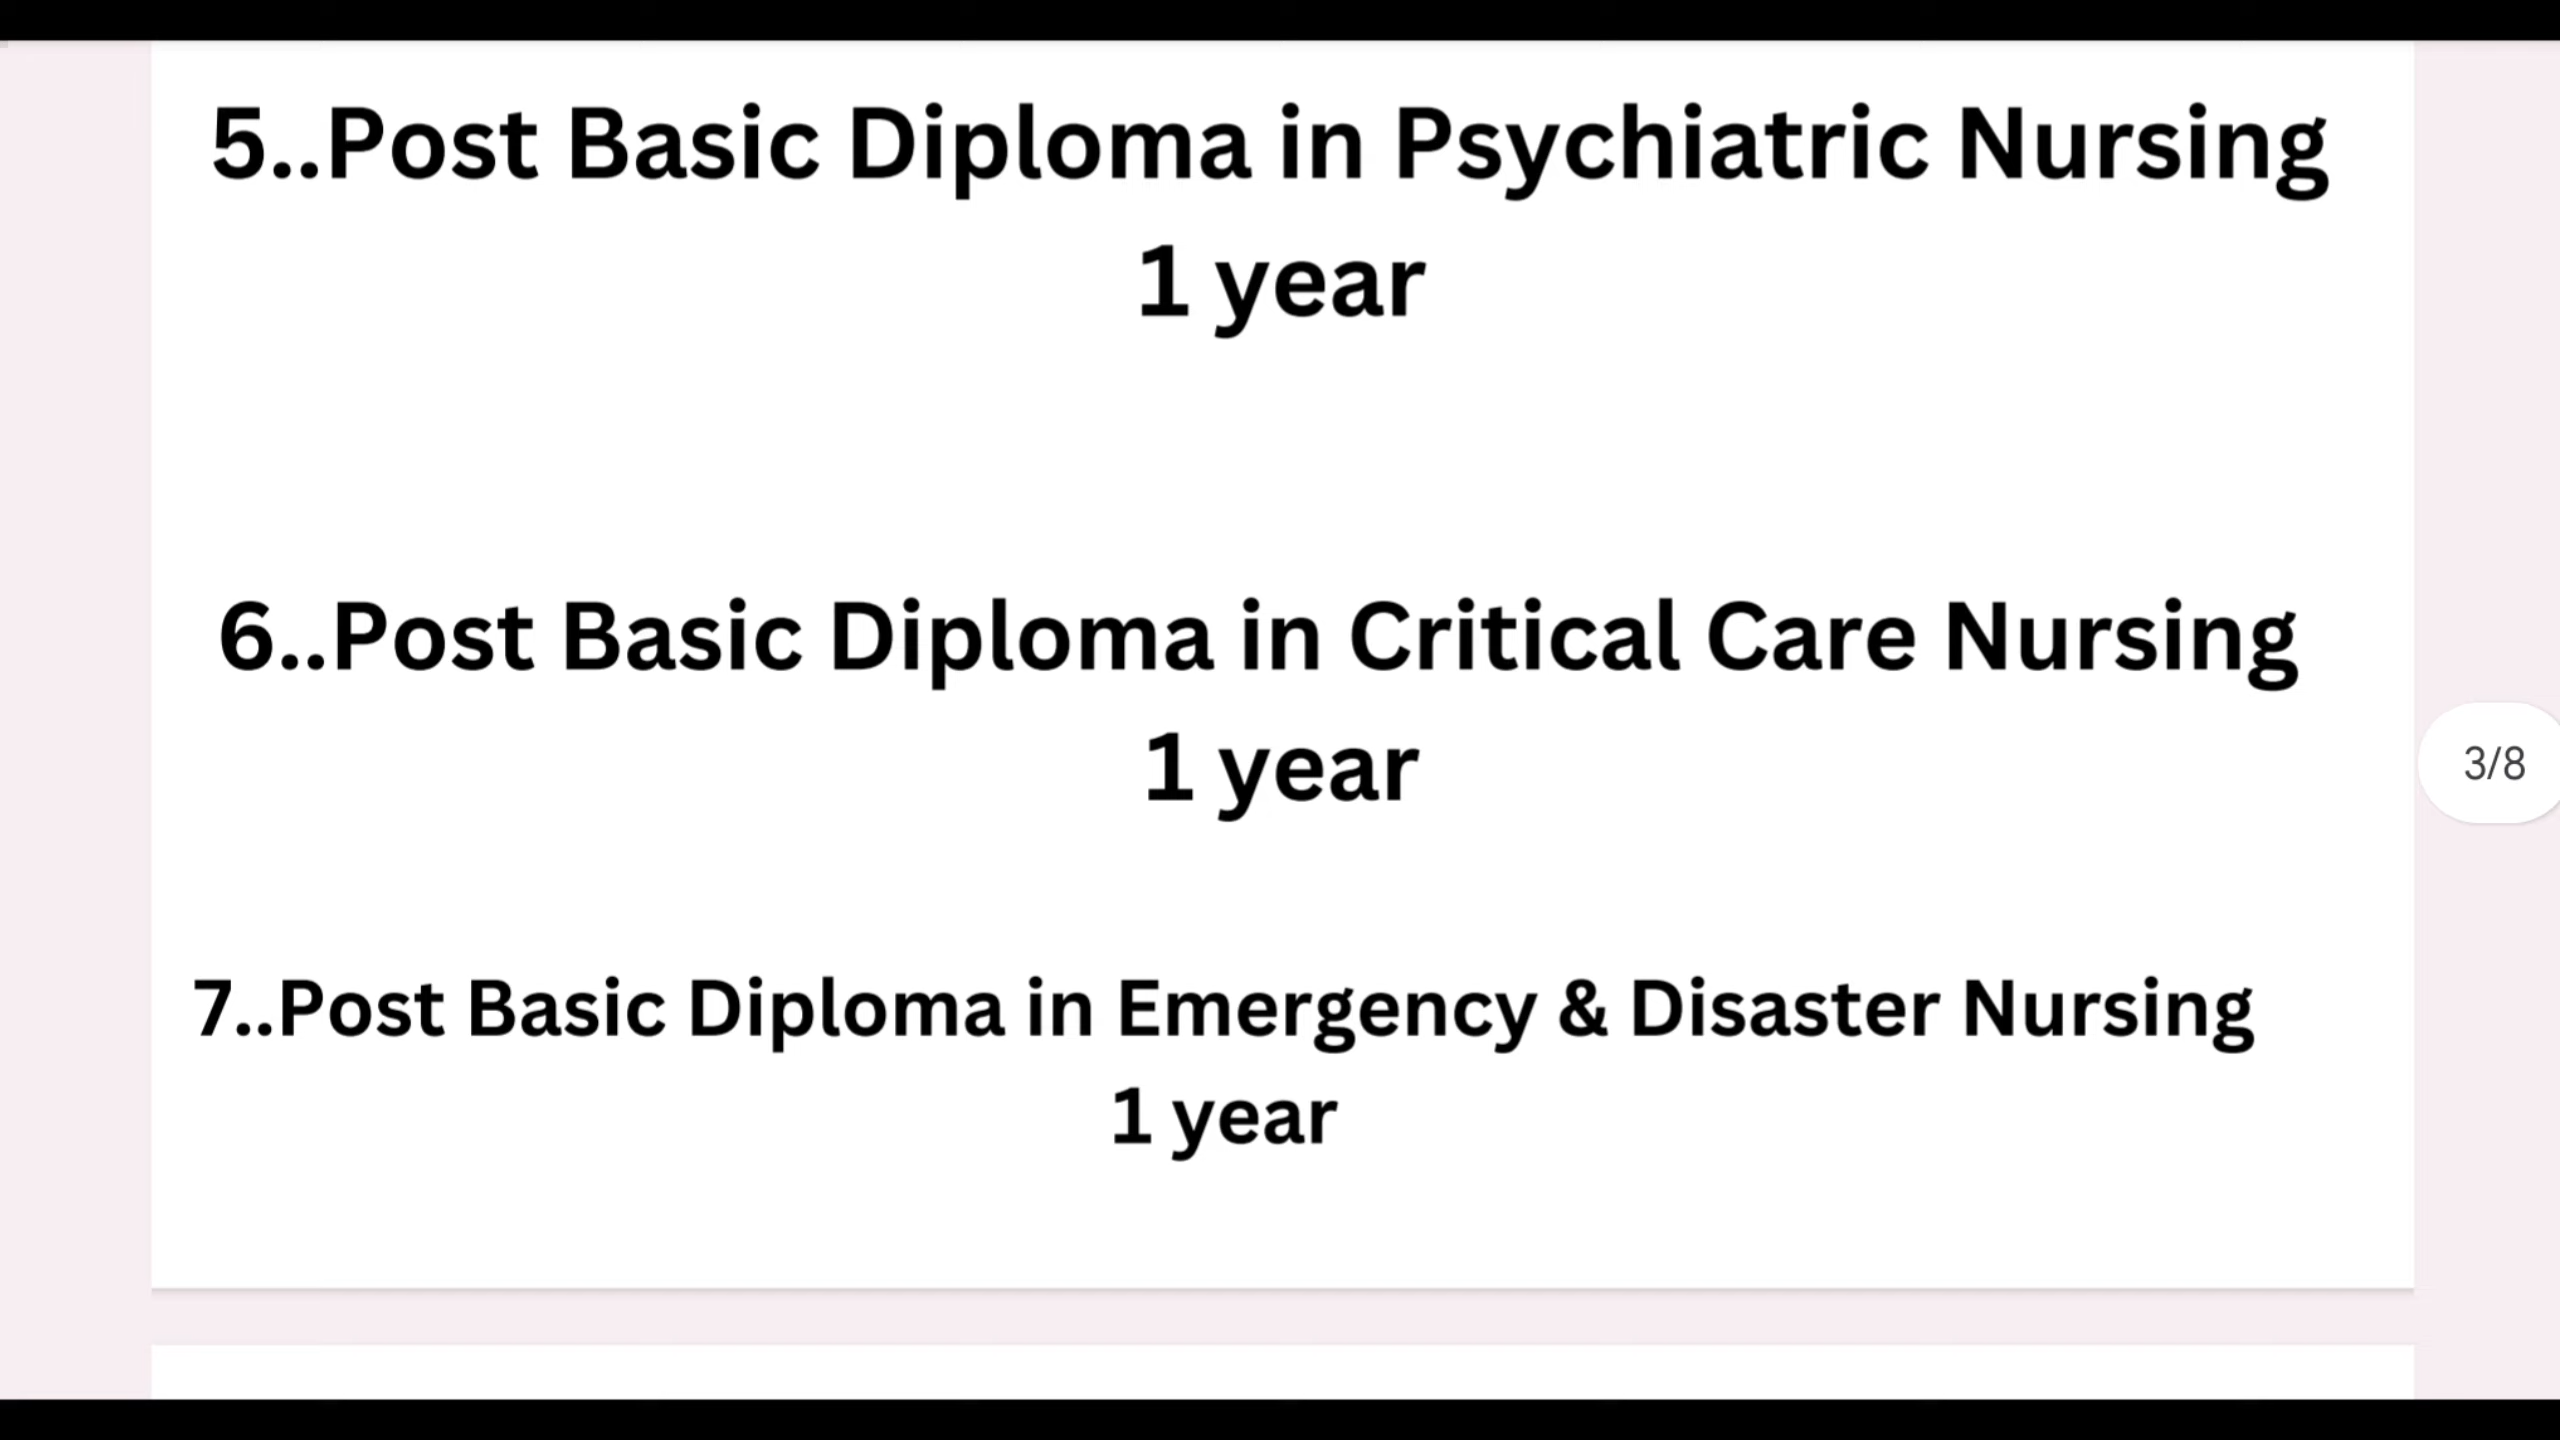 5..Post Basic Diploma in Psychiatric Nursing
1 year
6..Post Basic Diploma in Critical Care Nursing
1 year
3/8
7..Post Basic Diploma in Emergency & Disaster Nursing
1 year